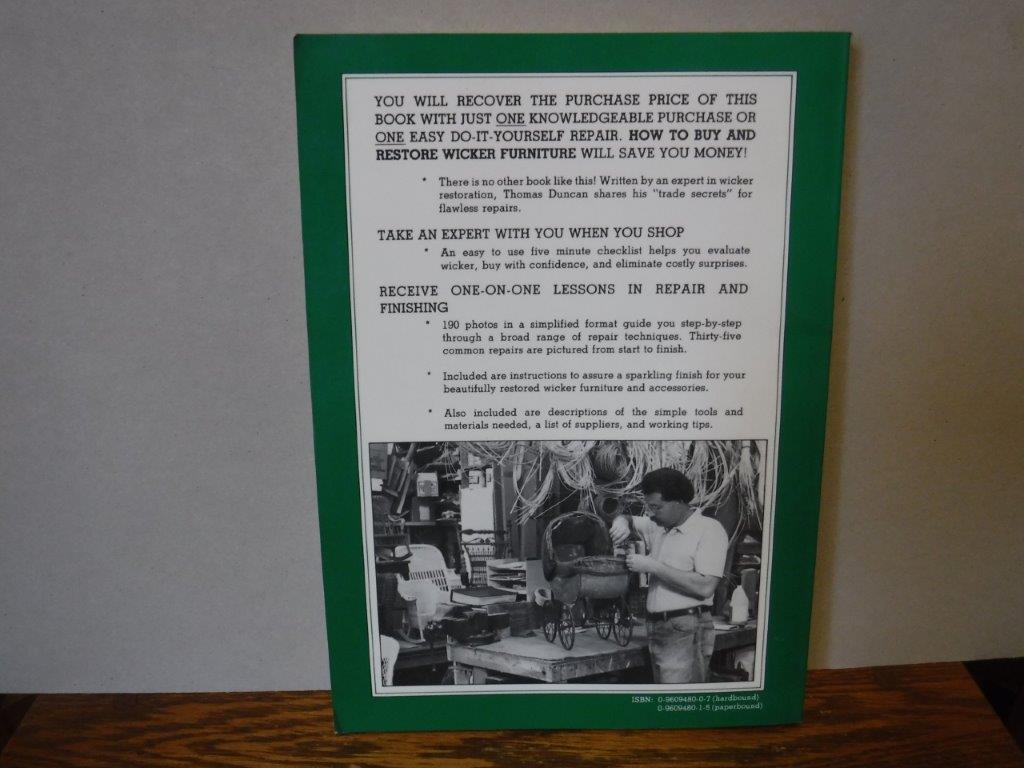 YOU WILL RECOVER THE PURCHASE PRICE OF THIS
BOOK WITH JUST ONE KNOWLEDGEABLE PURCHASE OR
ONE EASY DO-IT-YOURSELF REPAIR. HOW TO BUY AND
RESTORE WICKER FURNITURE WILL SAVE YOU MONEY!
* There is no other book like this! Written by an expert in wicker
restoration, Thomas Duncan shares his "trade secrets" for
flawless repairs.
TAKE AN EXPERT WITH YOU WHEN YOU SHOP
* An easy to use five minute checklist helps you evaluate
wicker, buy with confidence, and eliminate costly surprises.
RECEIVE ONE-ON-ONE LESSONS IN REPAIR AND
FINISHING
* 190 photos in a simplified format guide you step-by-step
through a broad range of repair techniques. Thirty-five
common repairs are pictured from start to finish.
* Included are instructions to assure a sparkling finish for your
beautifully restored wicker furniture and accessories.
* Also included are descriptions of the simple tools and
materials needed, a list of suppliers, and working tips.
ISBN: 0-9609480-0-7 (hardbound)
0-9609480-1-5 (paperbound)